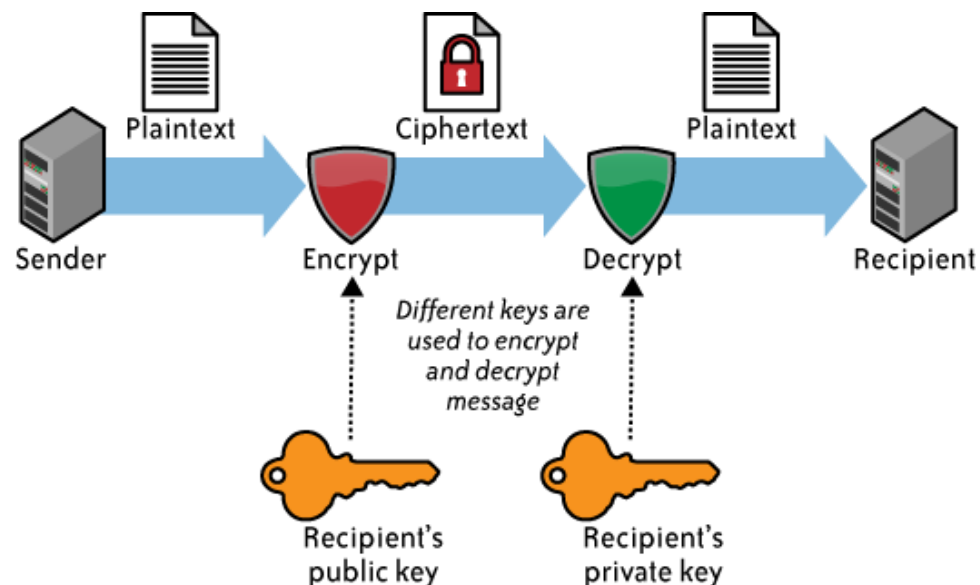 Plaintext
Ciphertext
Plaintext
Sender
Encrypt
Decrypt
Recipient
Different keys are
used to encrypt
and decrypt
message
Recipient's
public key
Recipient's
private key